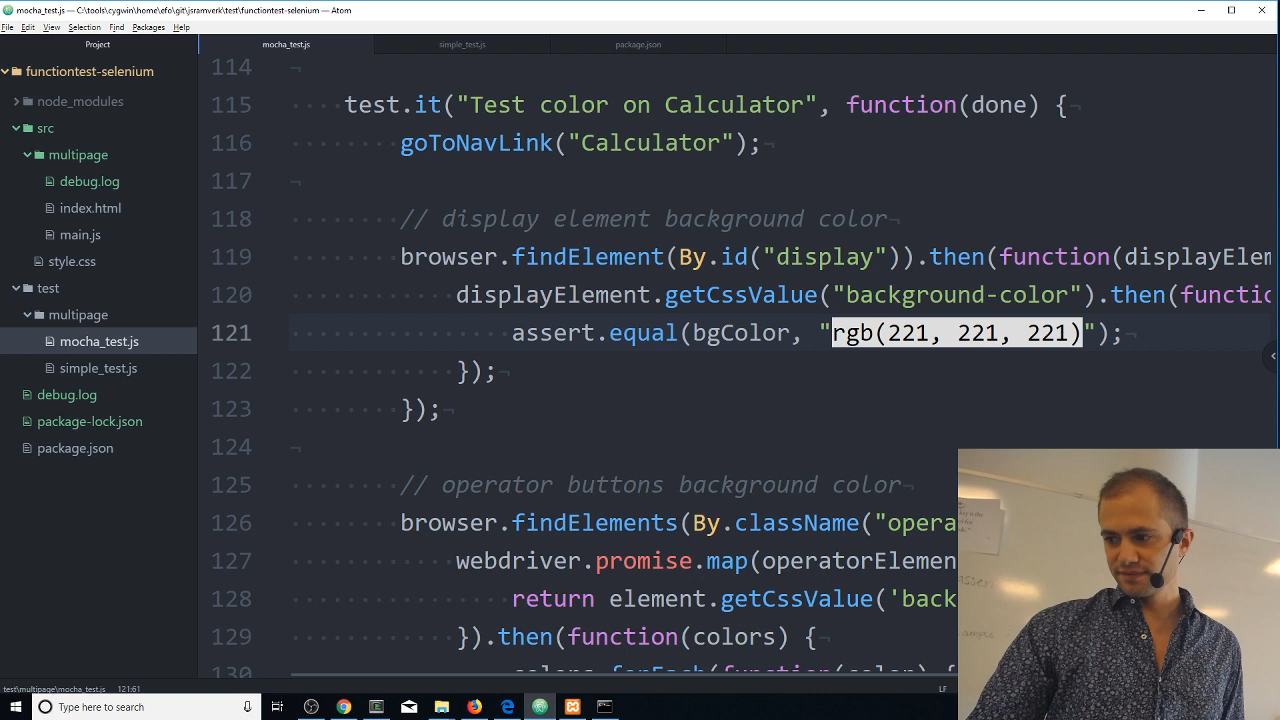 mocha_test.js — C:\tools\cygwin\home\efo\git\jsramverk\test\functiontest-selenium — Atom
File Edit View Selection Find Packages Help
Project
mocha_test.js simple_test.js package.json
functiontest-selenium
node_modules
src
multipage
debug.log
index.html
main.js
style.css
test
multipage
mocha_test.js
simple_test.js
debug.log
package-lock.json
package.json
114
115 test.it("Test color on Calculator", function(done) {
116 goToNavLink("Calculator");
117
118 // display element background color
119 browser.findElement(By.id("display")).then(function(displayElem
120 displayElement.getCssValue("background-color").then(functio
121 assert.equal(bgColor, "rgb(221, 221, 221)");
122 });
123 });
124
125 // operator buttons background color
126 browser.findElements(By.className("opera
127 webdriver.promise.map(operatorElemen
128 return element.getCssValue('back
129 }).then(function(colors) {
130 colors.forEach(function(color) {
test\multipage\mocha_test.js 121:61 LF
Type here to search